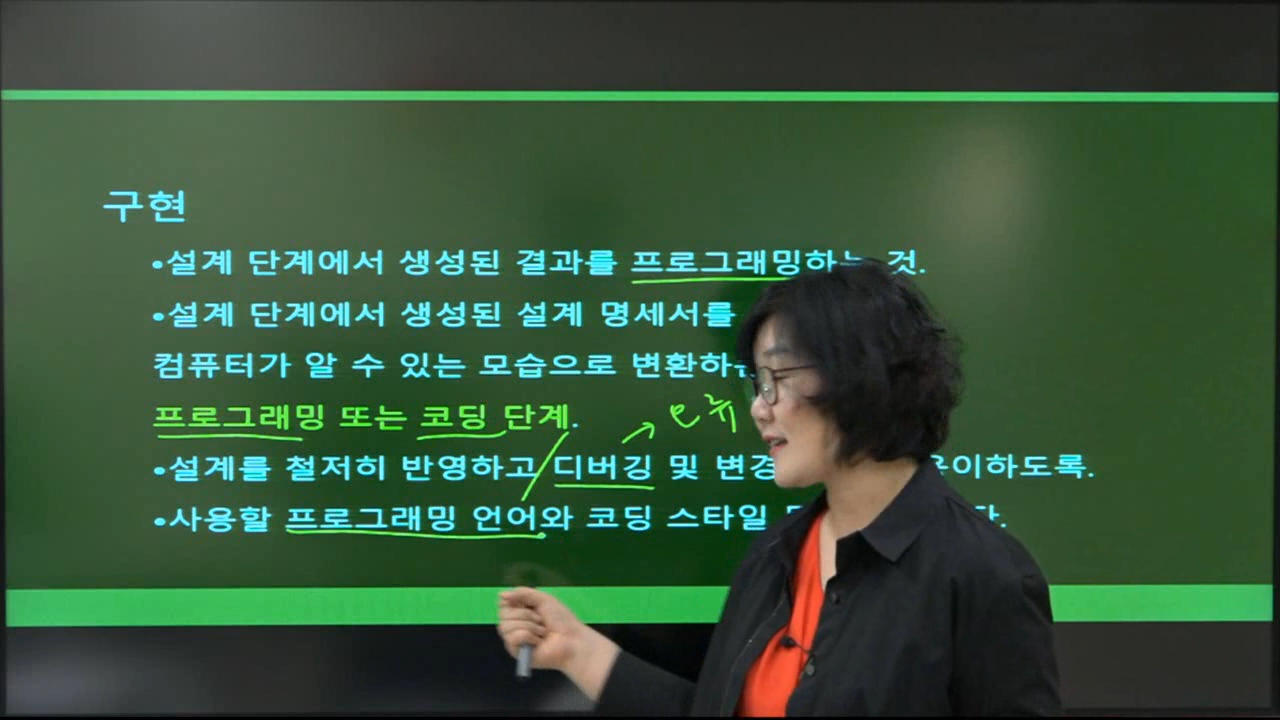 구현
•설계 단계에서 생성된 결과를 프로그래밍하는 것.
•설계 단계에서 생성된 설계 명세서를
컴퓨터가 알 수 있는 모습으로 변환하는
프로그래밍 또는 코딩 단계.
e류
•설계를 철저히 반영하고 디버깅 및 변경 용이하도록.
•사용할 프로그래밍 언어와 코딩 스타일